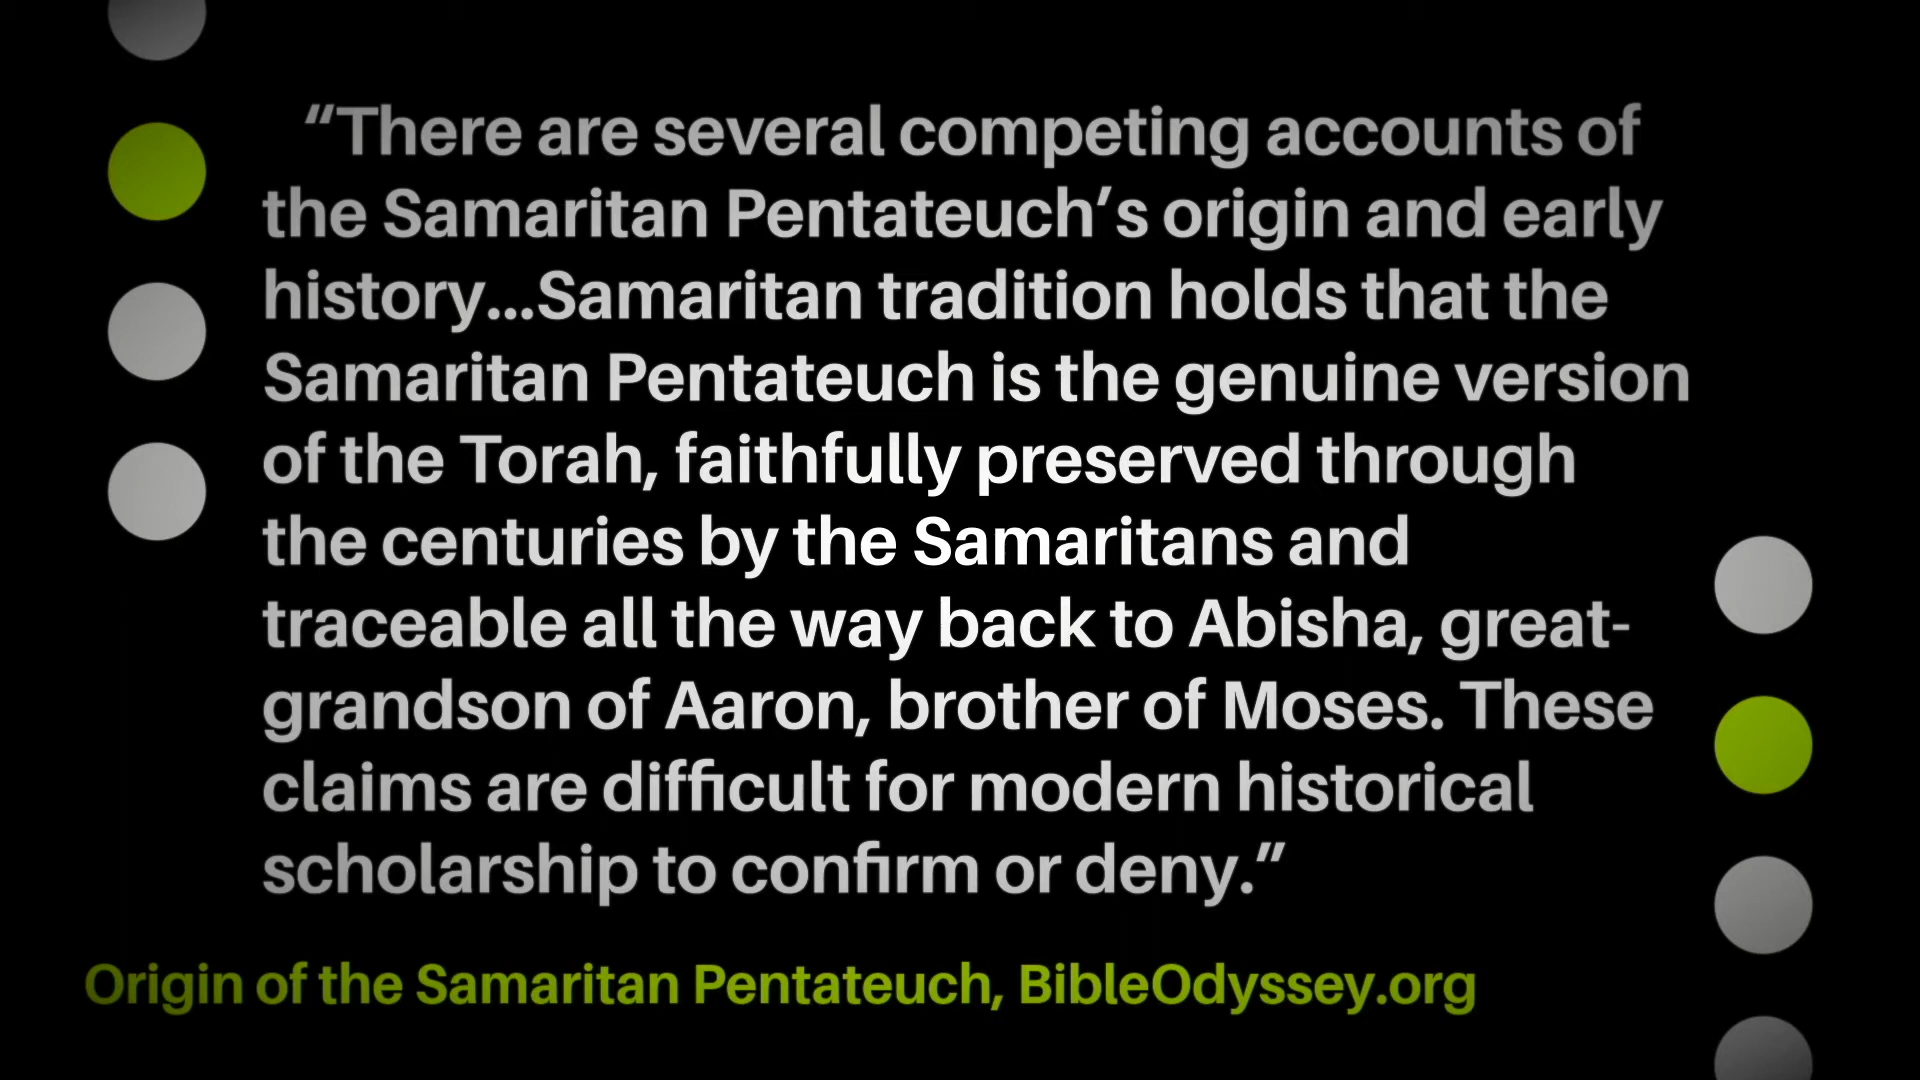 “There are several competing accounts of
the Samaritan Pentateuch’s origin and early
history...Samaritan tradition holds that the
Samaritan Pentateuch is the genuine version
of the Torah, faithfully preserved through
the centuries by the Samaritans and
traceable all the way back to Abisha, great-
grandson of Aaron, brother of Moses. These
claims are difficult for modern historical
scholarship to confirm or deny.”
Origin of the Samaritan Pentateuch, BibleOdyssey.org